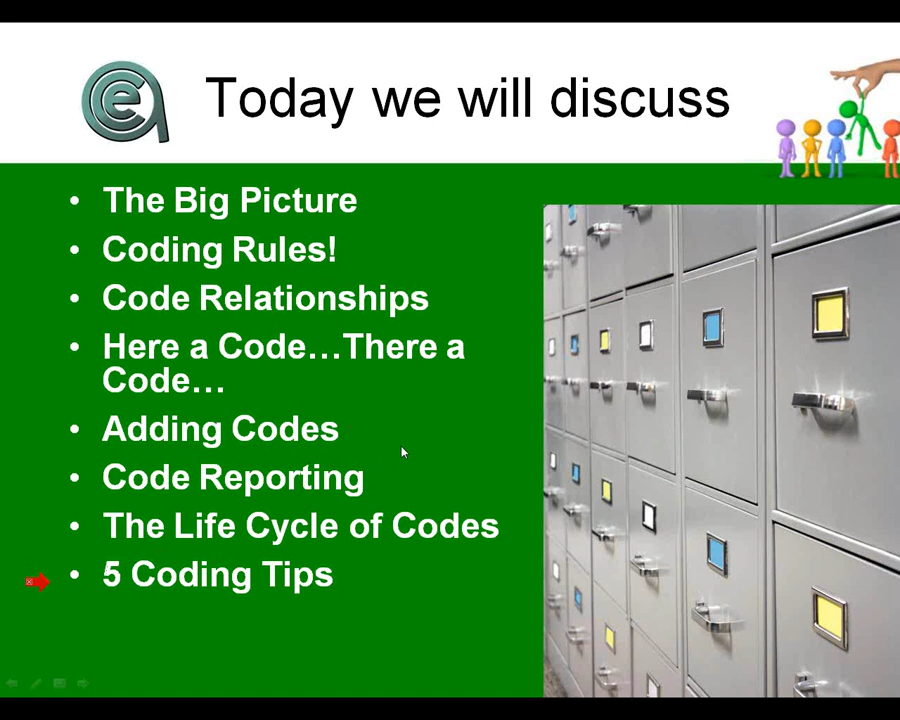 Today we will discuss
• The Big Picture
• Coding Rules!
• Code Relationships
• Here a Code…There a
Code…
• Adding Codes
• Code Reporting
• The Life Cycle of Codes
• 5 Coding Tips